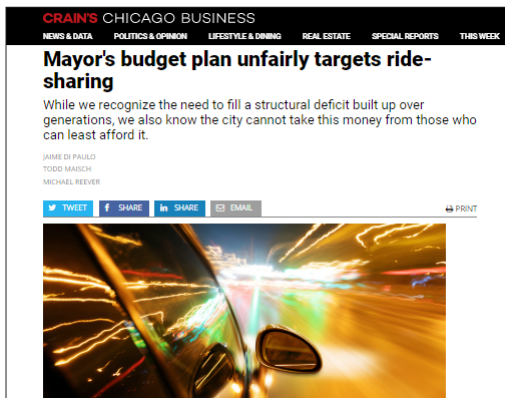 CRAIN'S CHICAGO BUSINESS
NEWS & DATA POLITICS & OPINION LIFESTYLE & DINING REAL ESTATE SPECIAL REPORTS THIS WEEK
Mayor's budget plan unfairly targets ride-
sharing
While we recognize the need to fill a structural deficit built up over
generations, we also know the city cannot take this money from those who
can least afford it.
JAIME DI PAULO
TODD MAISCH
MICHAEL REEVER
TWEET f SHARE in SHARE EMAIL PRINT